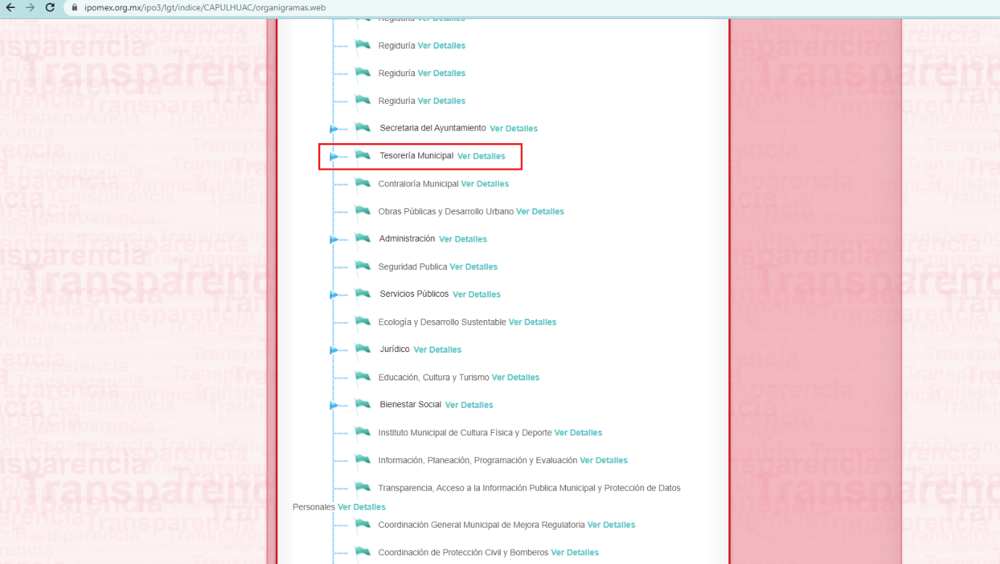 ipomex.org.mx/ipo3/lgt/indice/CAPULHUAC/organigramas.web
Regiduría Ver Detalles
Regiduría Ver Detalles
Regiduría Ver Detalles
Regiduría Ver Detalles
Secretaria del Ayuntamiento Ver Detalles
Tesorería Municipal Ver Detalles
Contraloría Municipal Ver Detalles
Obras Públicas y Desarrollo Urbano Ver Detalles
Administración Ver Detalles
Seguridad Publica Ver Detalles
Servicios Públicos Ver Detalles
Ecología y Desarrollo Sustentable Ver Detalles
Jurídico Ver Detalles
Educación, Cultura y Turismo Ver Detalles
Bienestar Social Ver Detalles
Instituto Municipal de Cultura Física y Deporte Ver Detalles
Información, Planeación, Programación y Evaluación Ver Detalles
Transparencia, Acceso a la Información Publica Municipal y Protección de Datos
Personales Ver Detalles
Coordinación General Municipal de Mejora Regulatoria Ver Detalles
Coordinación de Protección Civil y Bomberos Ver Detalles